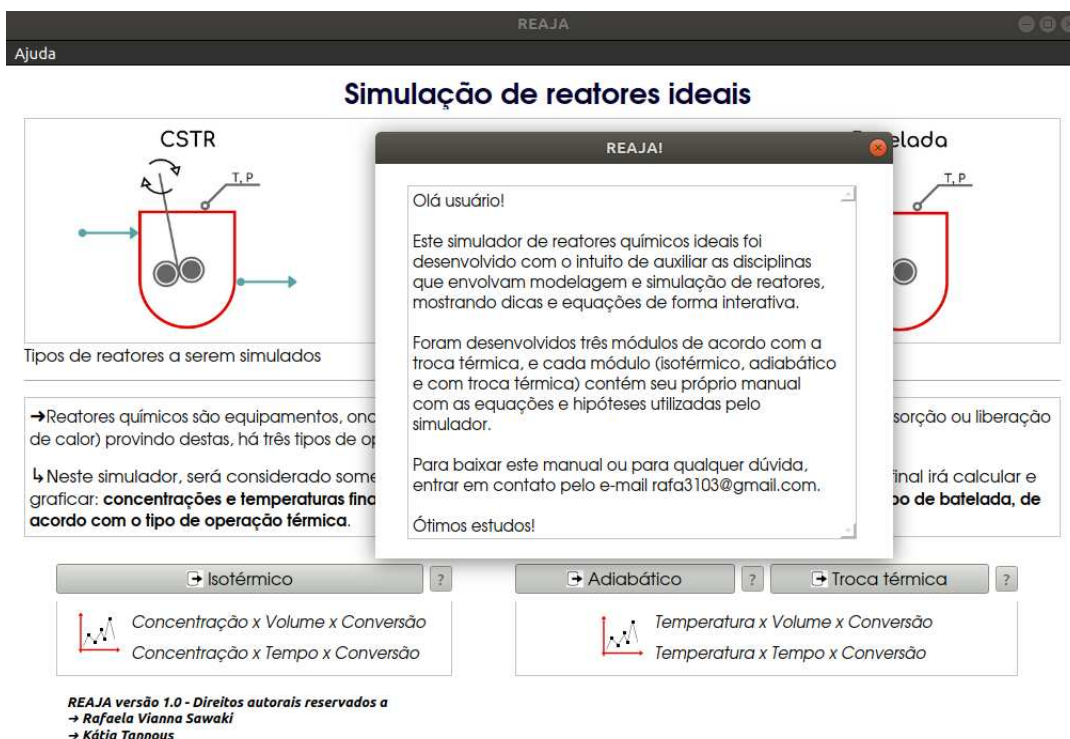 REAJA
Ajuda
Simulação de reatores ideais
CSTR
T, P
elada
T, P
Tipos de reatores a serem simulados
REAJA!
Olá usuário!
Este simulador de reatores químicos ideais foi
desenvolvido com o intuito de auxiliar as disciplinas
que envolvam modelagem e simulação de reatores,
mostrando dicas e equações de forma interativa.
Foram desenvolvidos três módulos de acordo com a
troca térmica, e cada módulo (isotérmico, adiabático
e com troca térmica) contém seu próprio manual
com as equações e hipóteses utilizadas pelo
simulador.
Para baixar este manual ou para qualquer dúvida,
entrar em contato pelo e-mail rafa3103@gmail.com.
Ótimos estudos!
→Reatores químicos são equipamentos, ond sorção ou liberação
de calor) provindo destas, há três tipos de op
↳Neste simulador, será considerado some final irá calcular e
graficar: concentrações e temperaturas fina po de batelada, de
acordo com o tipo de operação térmica.
Isotérmico ?
Adiabático ? Troca térmica ?
Concentração x Volume x Conversão
Concentração x Tempo x Conversão
Temperatura x Volume x Conversão
Temperatura x Tempo x Conversão
REAJA versão 1.0 - Direitos autorais reservados a
→ Rafaela Vianna Sawaki
→ Kátia Tannous